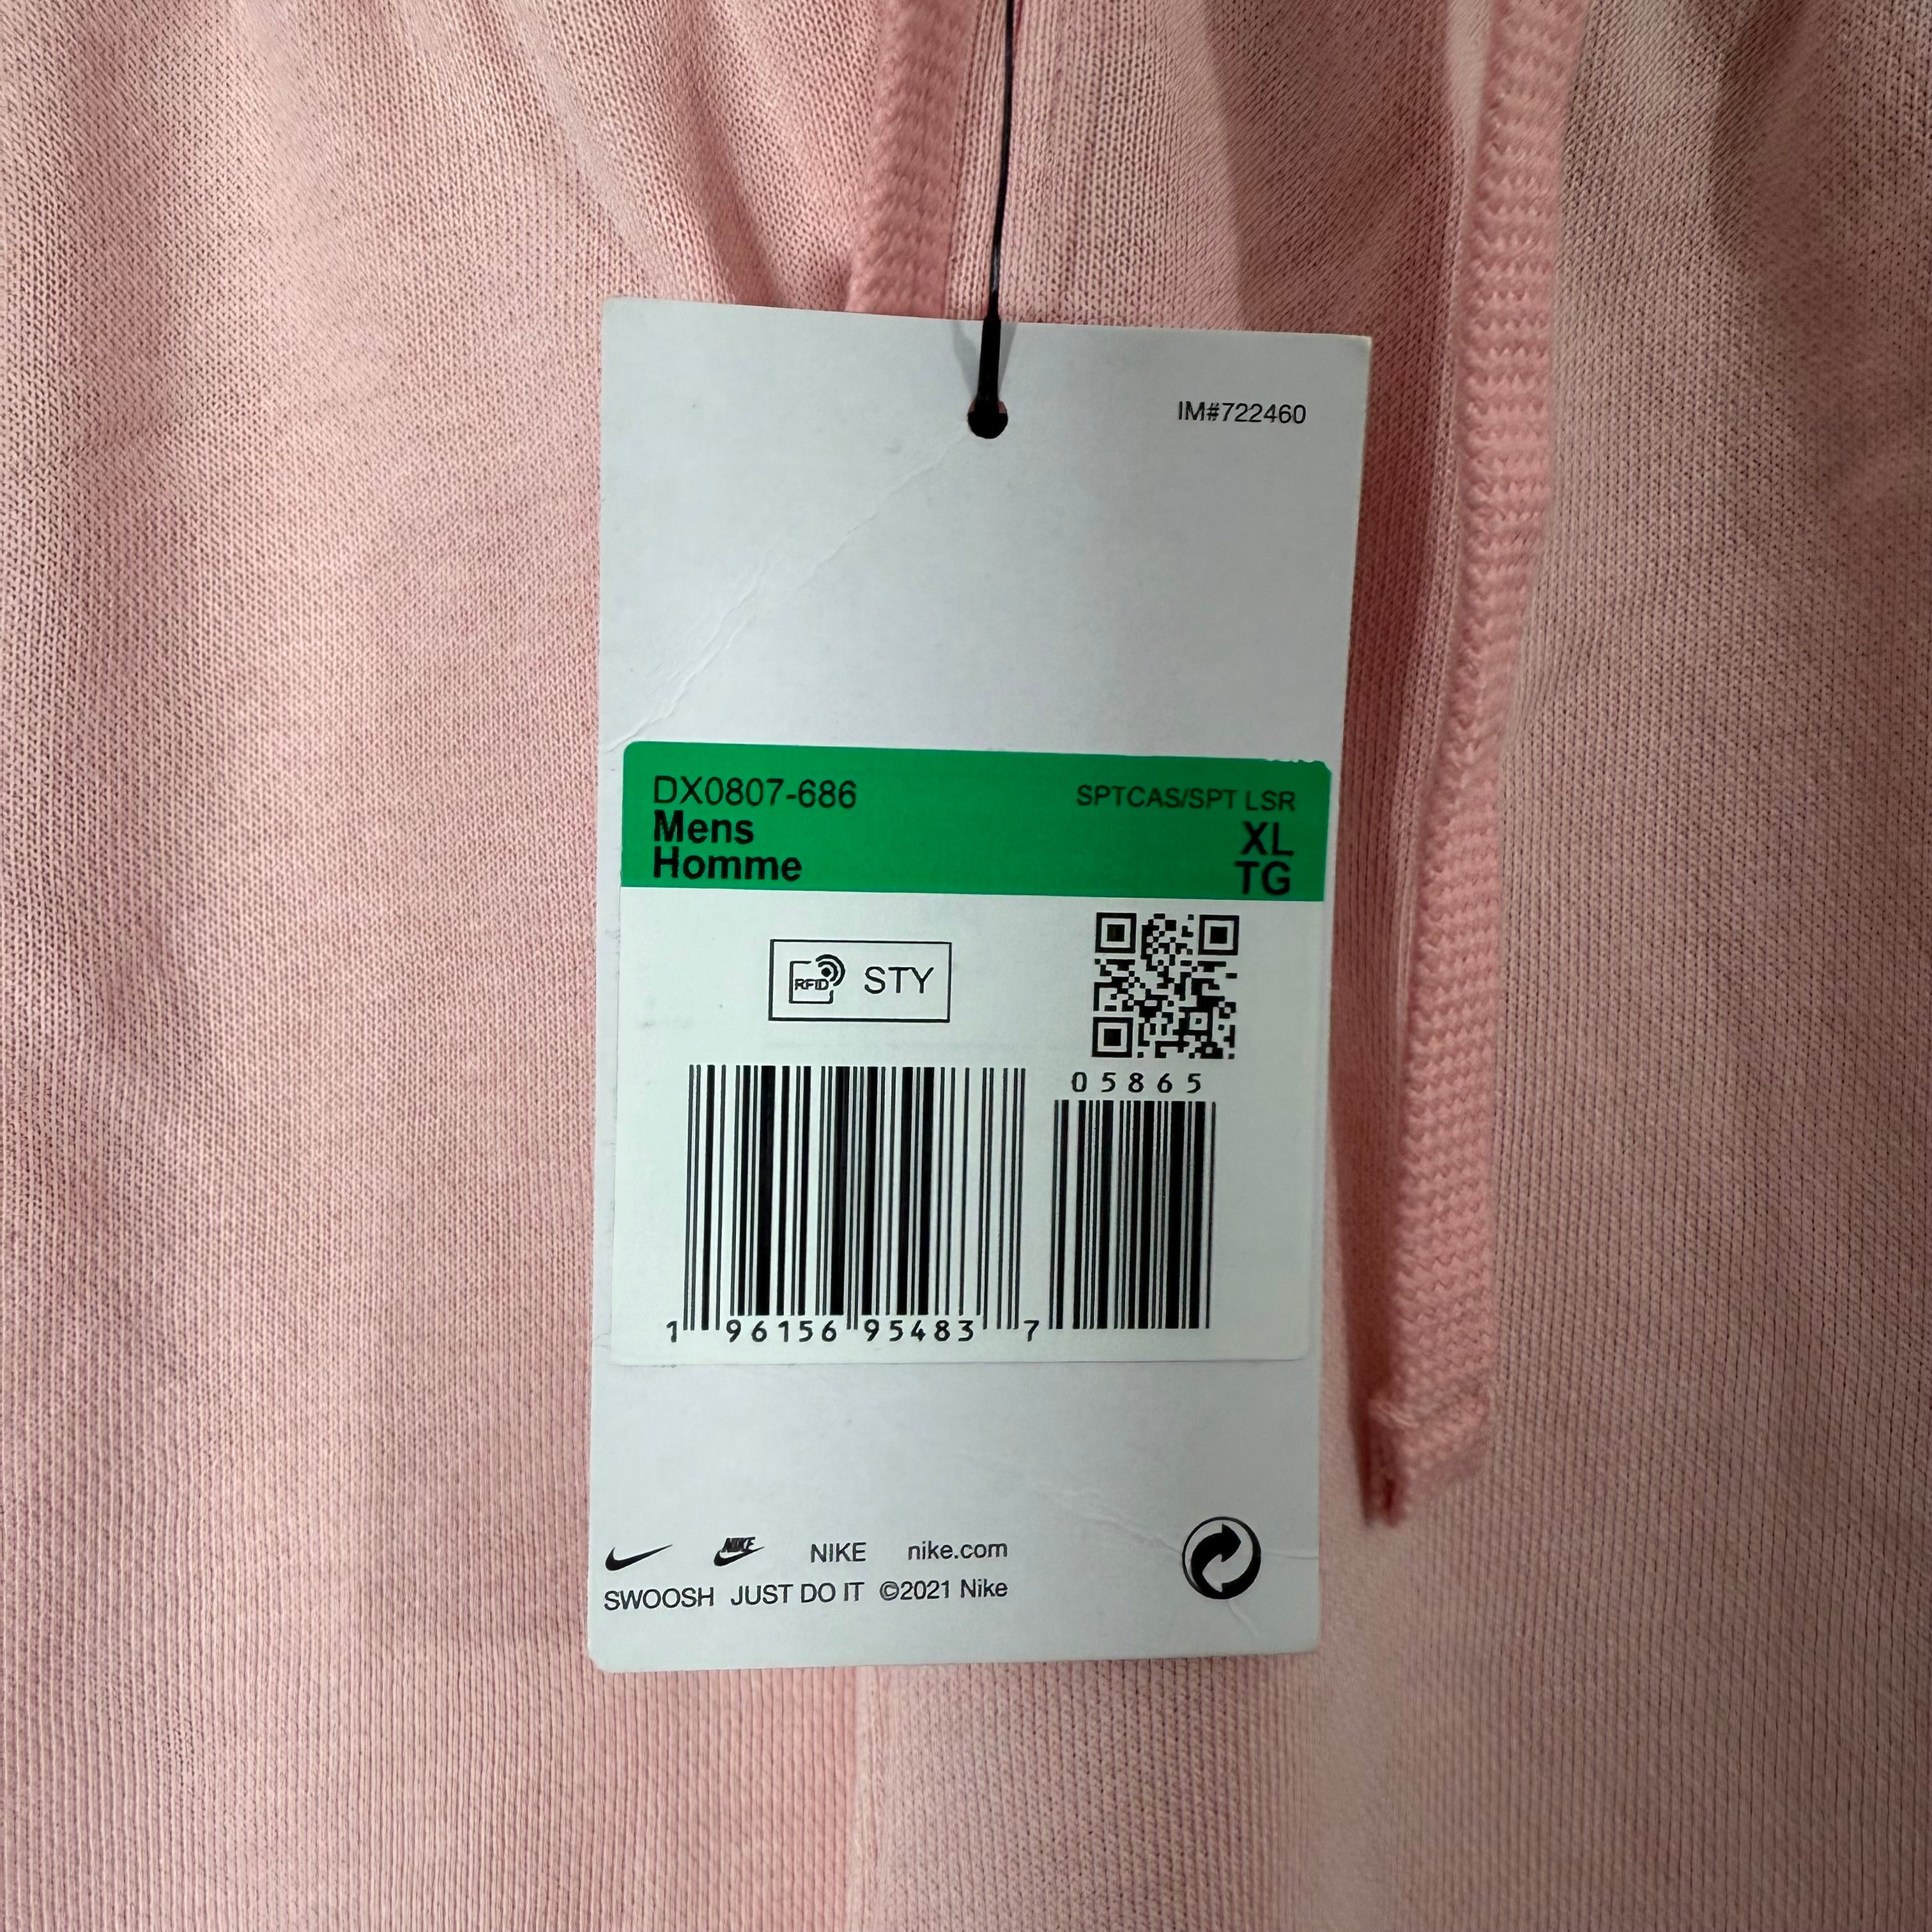 IM#722460
DX0807-686 SPTCAS/SPT LSR
Mens XL
Homme TG
RFID STY
05865
1 96156 95483 7
NIKE NIKE nike.com
SWOOSH JUST DO IT ©2021 Nike